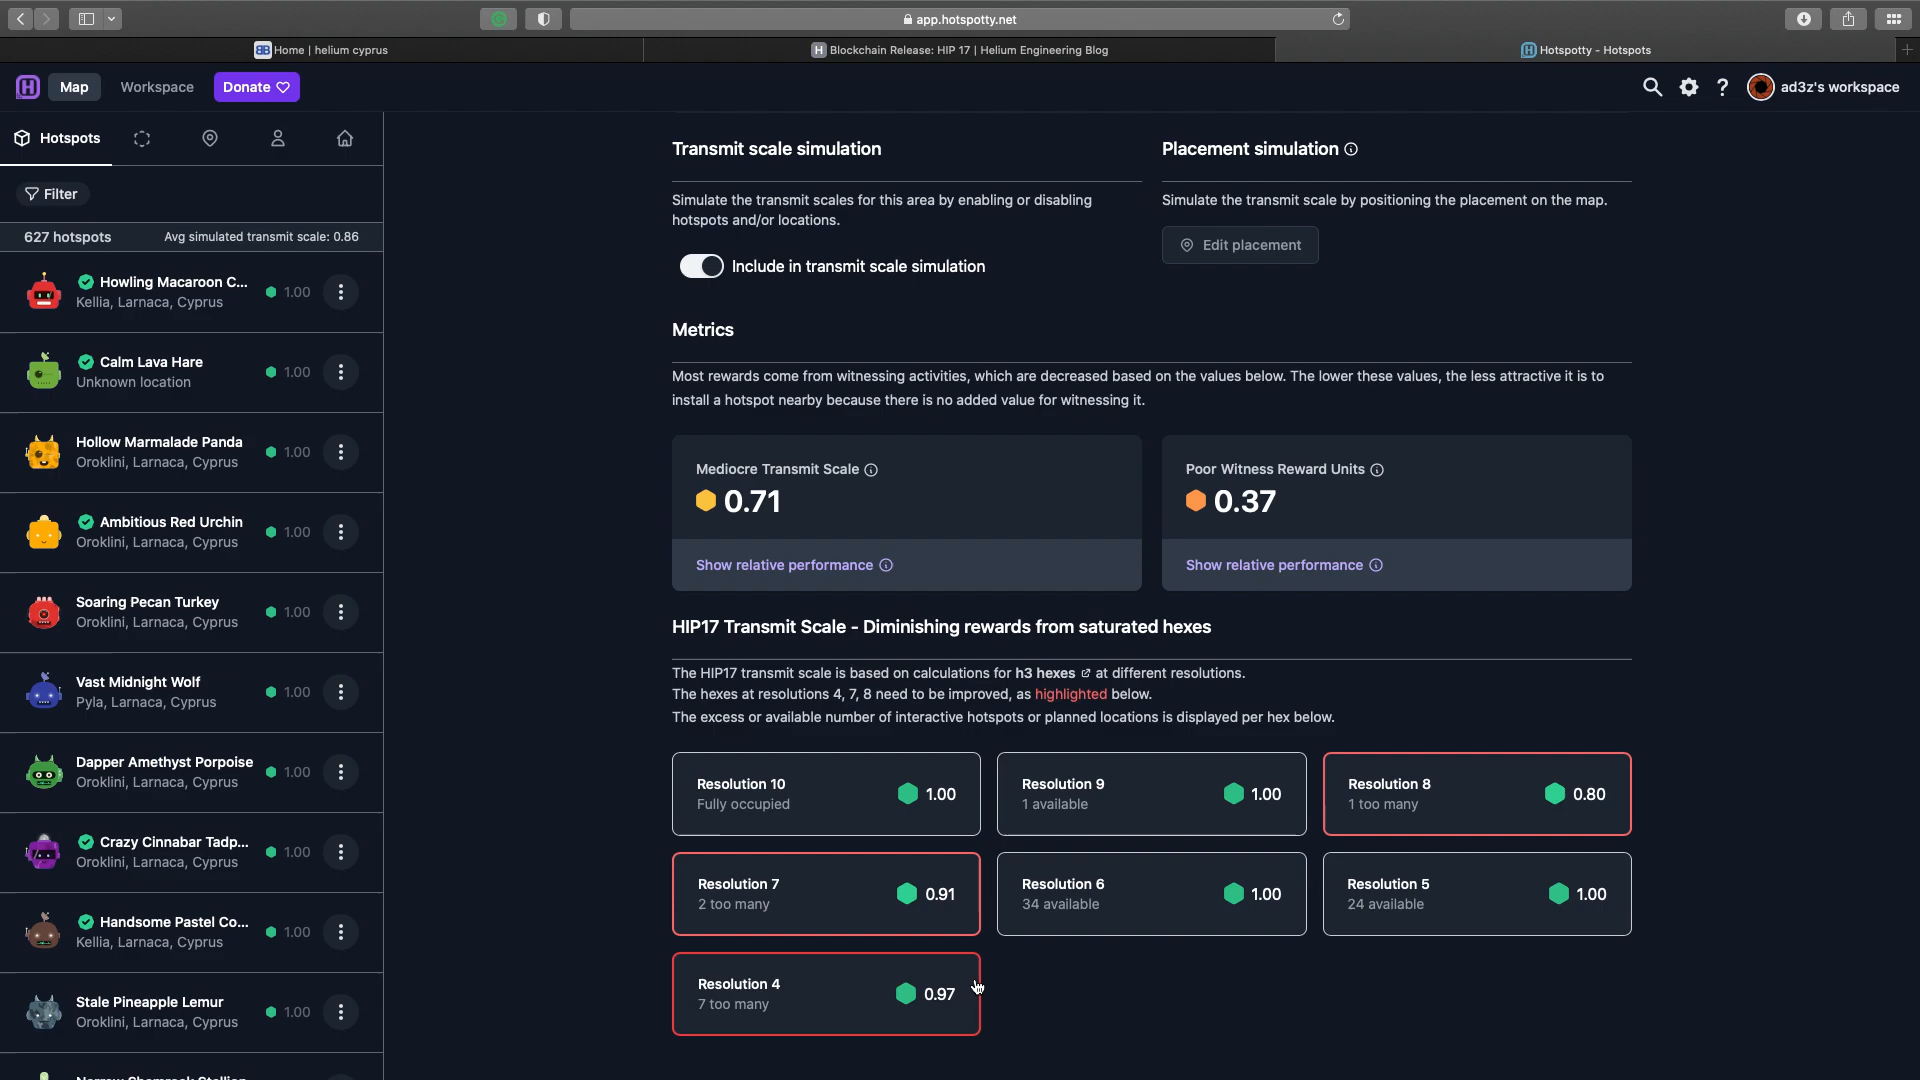 app.hotspotty.net
Home | helium cyprus
H Blockchain Release: HIP 17 | Helium Engineering Blog
Hotspotty - Hotspots
Map
Workspace
Donate
?
ad3z's workspace
Hotspots
Filter
627 hotspots
Avg simulated transmit scale: 0.86
Howling Macaroon C...
Kellia, Larnaca, Cyprus
1.00
Calm Lava Hare
Unknown location
1.00
Hollow Marmalade Panda
Oroklini, Larnaca, Cyprus
1.00
Ambitious Red Urchin
Oroklini, Larnaca, Cyprus
1.00
Soaring Pecan Turkey
Oroklini, Larnaca, Cyprus
1.00
Vast Midnight Wolf
Pyla, Larnaca, Cyprus
1.00
Dapper Amethyst Porpoise
Oroklini, Larnaca, Cyprus
1.00
Crazy Cinnabar Tadp...
Oroklini, Larnaca, Cyprus
1.00
Handsome Pastel Co...
Kellia, Larnaca, Cyprus
1.00
Stale Pineapple Lemur
Oroklini, Larnaca, Cyprus
1.00
Transmit scale simulation
Simulate the transmit scales for this area by enabling or disabling
hotspots and/or locations.
Include in transmit scale simulation
Placement simulation
Simulate the transmit scale by positioning the placement on the map.
Edit placement
Metrics
Most rewards come from witnessing activities, which are decreased based on the values below. The lower these values, the less attractive it is to
install a hotspot nearby because there is no added value for witnessing it.
Mediocre Transmit Scale
0.71
Show relative performance
Poor Witness Reward Units
0.37
Show relative performance
HIP17 Transmit Scale - Diminishing rewards from saturated hexes
The HIP17 transmit scale is based on calculations for h3 hexes at different resolutions.
The hexes at resolutions 4, 7, 8 need to be improved, as highlighted below.
The excess or available number of interactive hotspots or planned locations is displayed per hex below.
Resolution 10
Fully occupied
1.00
Resolution 9
1 available
1.00
Resolution 8
1 too many
0.80
Resolution 7
2 too many
0.91
Resolution 6
34 available
1.00
Resolution 5
24 available
1.00
Resolution 4
7 too many
0.97